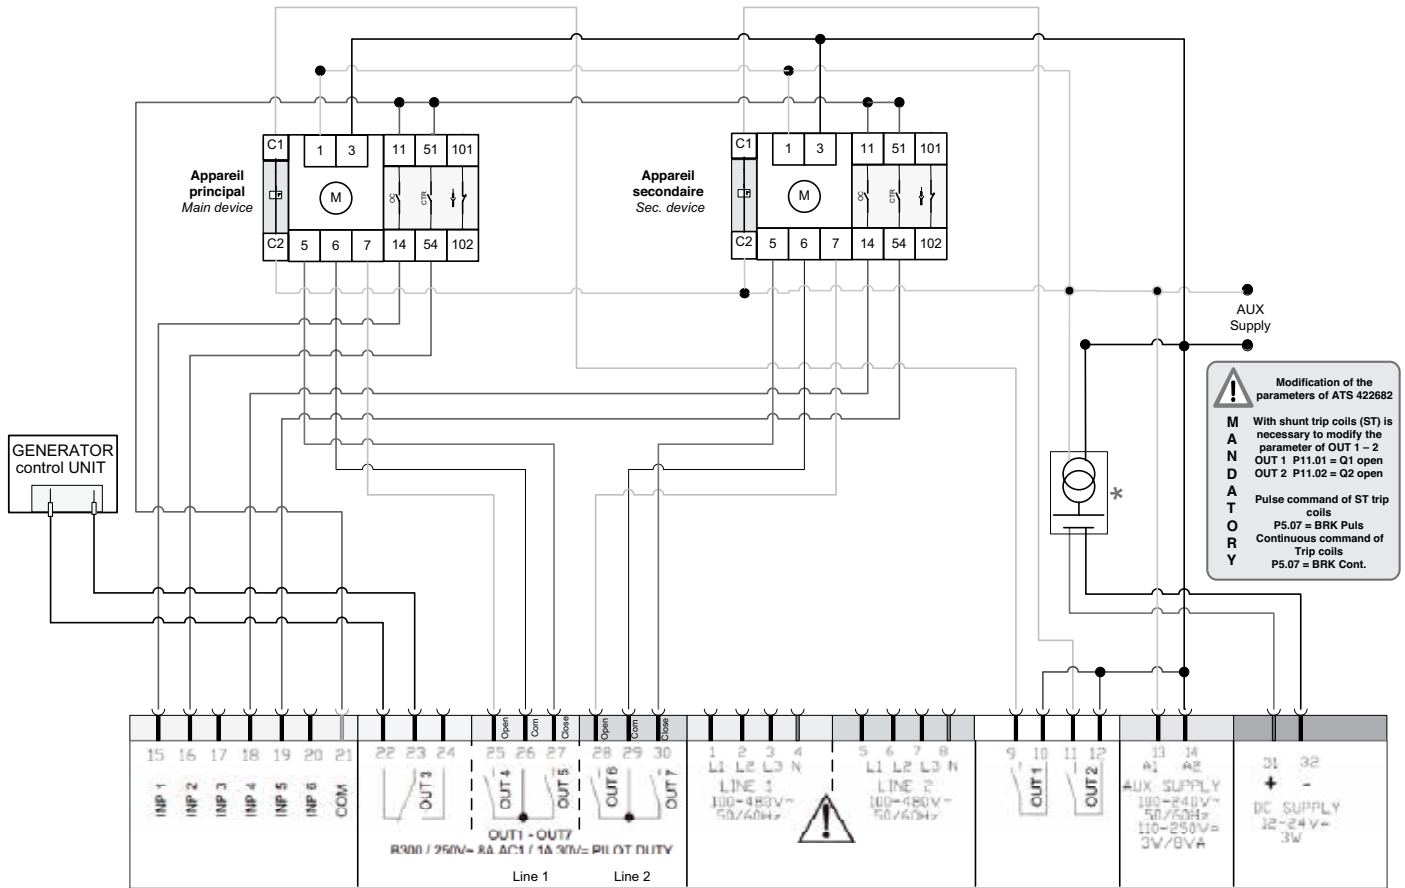 C1
1
3
11
51
101
Appareil
principal
Main device
M
OC
CTR
C2
5
6
7
14
54
102
C1
1
3
11
51
101
Appareil
secondaire
Sec. device
M
OC
CTR
C2
5
6
7
14
54
102
AUX
Supply
Modification of the
parameters of ATS 422682
MANDATORY
With shunt trip coils (ST) is
necessary to modify the
parameter of OUT 1 – 2
OUT 1 P11.01 = Q1 open
OUT 2 P11.02 = Q2 open
Pulse command of ST trip
coils
P5.07 = BRK Puls
Continuous command of
Trip coils
P5.07 = BRK Cont.
GENERATOR
control UNIT
*
Open
Com
Close
Open
Com
Close
15 16 17 18 19 20 21
INP 1
INP 2
INP 3
INP 4
INP 5
INP 6
COM
22 23 24
OUT 3
25 26 27
OUT 4
OUT 5
28 29 30
OUT 6
OUT 7
OUT1 - OUT7
B300 / 250V~ 8A AC1 / 1A 30V= PILOT DUTY
Line 1
Line 2
1 2 3 4
L1 L2 L3 N
LINE 1
100-480V~
50/60Hz
5 6 7 8
L1 L2 L3 N
LINE 2
100-480V~
50/60Hz
9 10 11 12
OUT 1
OUT 2
13 14
A1 A2
AUX SUPPLY
100-240V~
50/60Hz
110-250V=
3W/8VA
31 32
+ -
DC SUPPLY
12-24V=
3W